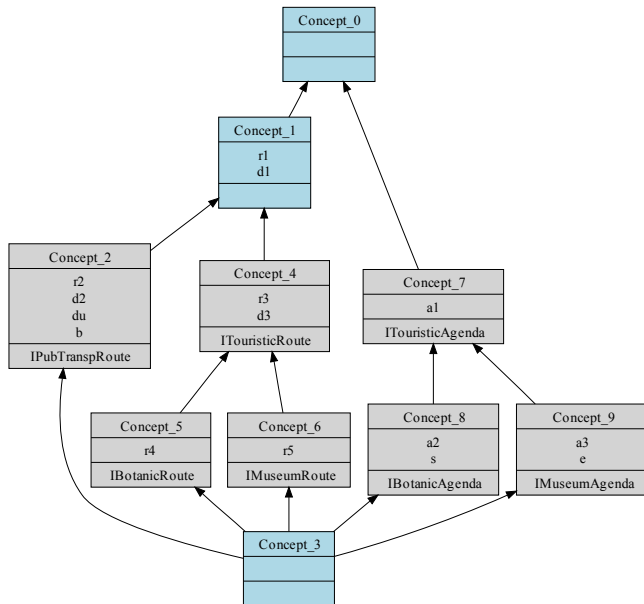 Concept_0
Concept_1
r1
d1
Concept_2
r2
d2
du
b
IPubTranspRoute
Concept_4
r3
d3
ITouristicRoute
Concept_7
a1
ITouristicAgenda
Concept_5
r4
IBotanicRoute
Concept_6
r5
IMuseumRoute
Concept_8
a2
s
IBotanicAgenda
Concept_9
a3
e
IMuseumAgenda
Concept_3